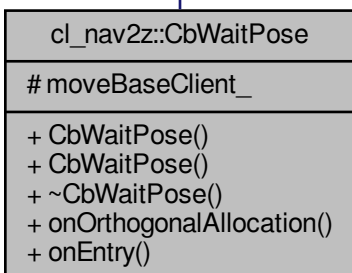 cl_nav2z::CbWaitPose
# moveBaseClient_
+ CbWaitPose()
+ CbWaitPose()
+ ~CbWaitPose()
+ onOrthogonalAllocation()
+ onEntry()